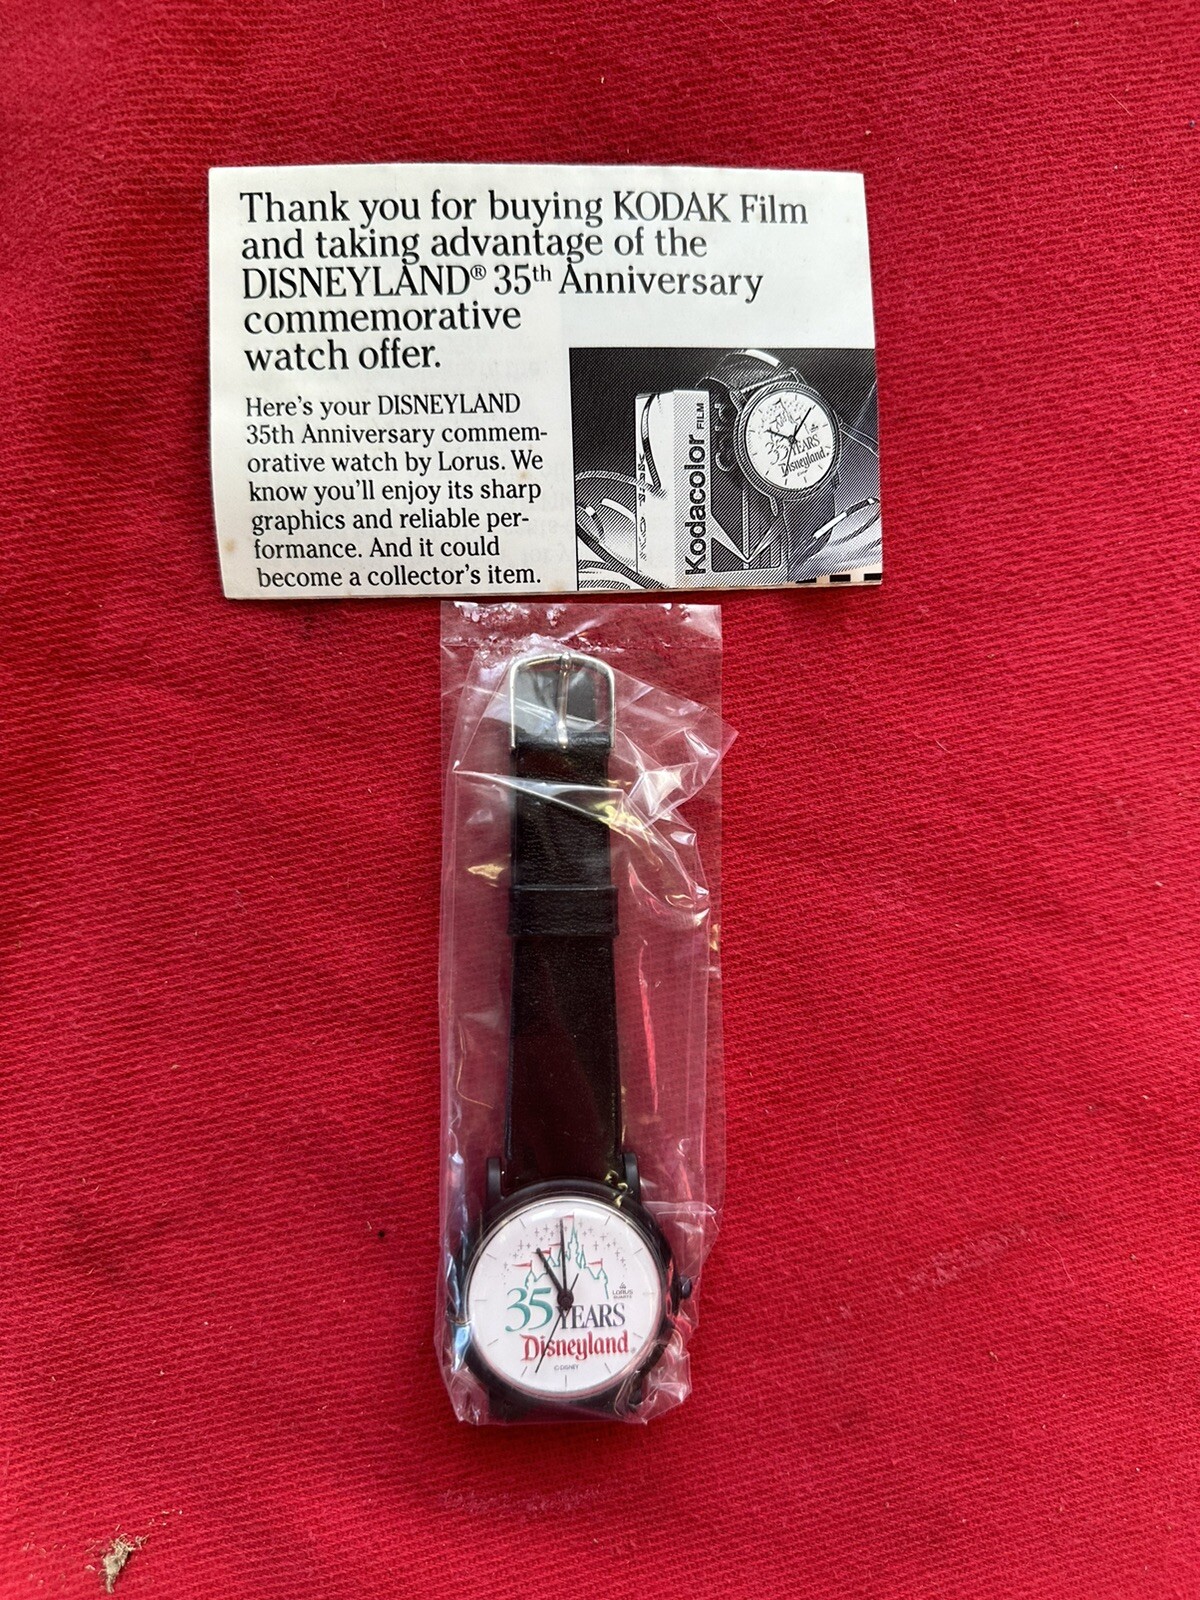 Thank you for buying KODAK Film
and taking advantage of the
DISNEYLAND® 35th Anniversary
commemorative
watch offer.
Here's your DISNEYLAND
35th Anniversary commem-
orative watch by Lorus. We
know you'll enjoy its sharp
graphics and reliable per-
formance. And it could
become a collector's item.
Kodacolor FILM
35 YEARS
Disneyland
LORUS
QUARTZ
35 YEARS
Disneyland®
© DISNEY